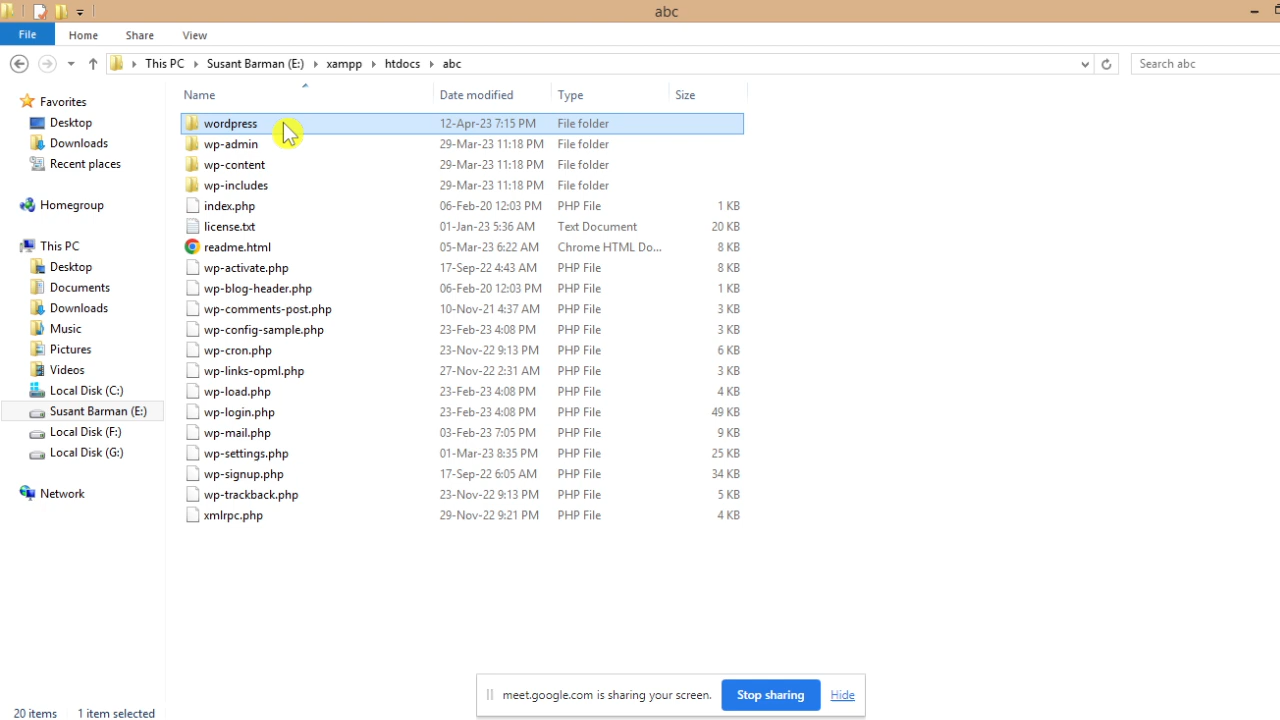 abc
File Home Share View
This PC Susant Barman (E:) xampp htdocs abc Search abc
Name Date modified Type Size
Favorites
Desktop
Downloads
Recent places
Homegroup
This PC
Desktop
Documents
Downloads
Music
Pictures
Videos
Local Disk (C:)
Susant Barman (E:)
Local Disk (F:)
Local Disk (G:)
Network
wordpress 12-Apr-23 7:15 PM File folder
wp-admin 29-Mar-23 11:18 PM File folder
wp-content 29-Mar-23 11:18 PM File folder
wp-includes 29-Mar-23 11:18 PM File folder
index.php 06-Feb-20 12:03 PM PHP File 1 KB
license.txt 01-Jan-23 5:36 AM Text Document 20 KB
readme.html 05-Mar-23 6:22 AM Chrome HTML Do... 8 KB
wp-activate.php 17-Sep-22 4:43 AM PHP File 8 KB
wp-blog-header.php 06-Feb-20 12:03 PM PHP File 1 KB
wp-comments-post.php 10-Nov-21 4:37 AM PHP File 3 KB
wp-config-sample.php 23-Feb-23 4:08 PM PHP File 3 KB
wp-cron.php 23-Nov-22 9:13 PM PHP File 6 KB
wp-links-opml.php 27-Nov-22 2:31 AM PHP File 3 KB
wp-load.php 23-Feb-23 4:08 PM PHP File 4 KB
wp-login.php 23-Feb-23 4:08 PM PHP File 49 KB
wp-mail.php 03-Feb-23 7:05 PM PHP File 9 KB
wp-settings.php 01-Mar-23 8:35 PM PHP File 25 KB
wp-signup.php 17-Sep-22 6:05 AM PHP File 34 KB
wp-trackback.php 23-Nov-22 9:13 PM PHP File 5 KB
xmlrpc.php 29-Nov-22 9:21 PM PHP File 4 KB
meet.google.com is sharing your screen. Stop sharing Hide
20 items 1 item selected